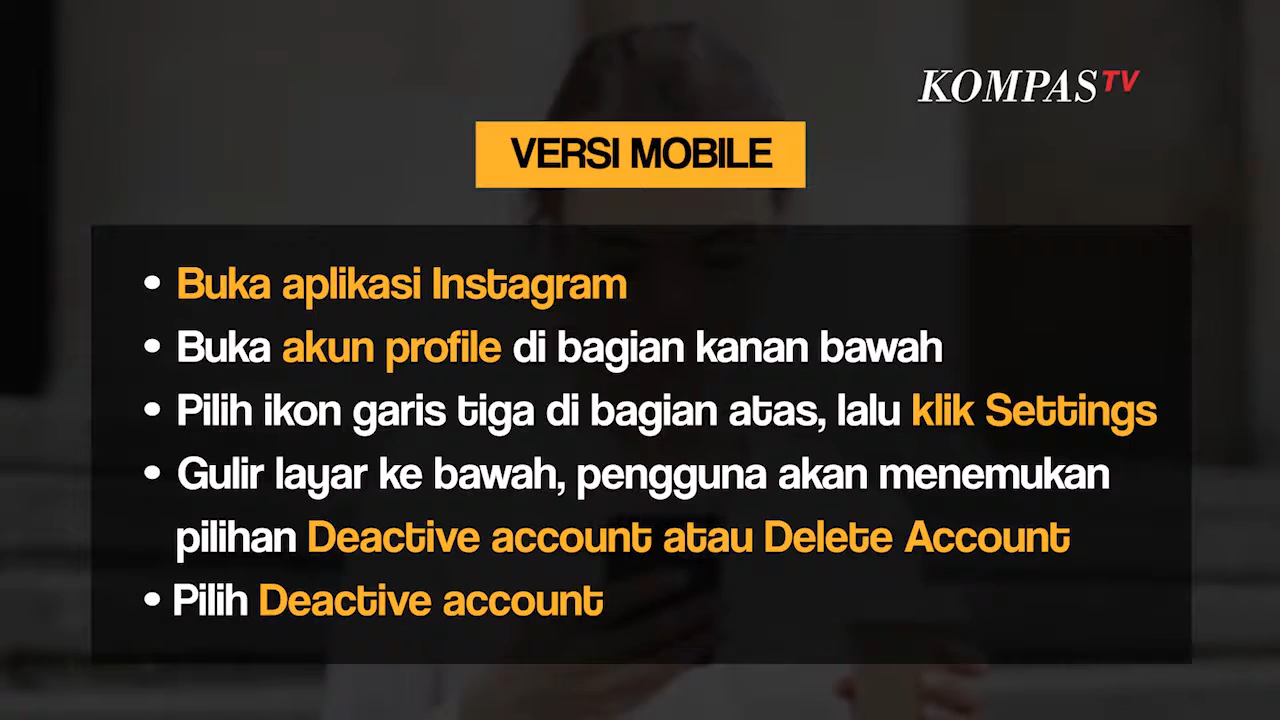 KOMPAS TV
VERSI MOBILE
• Buka aplikasi Instagram
• Buka akun profile di bagian kanan bawah
• Pilih ikon garis tiga di bagian atas, lalu klik Settings
• Gulir layar ke bawah, pengguna akan menemukan
pilihan Deactive account atau Delete Account
• Pilih Deactive account